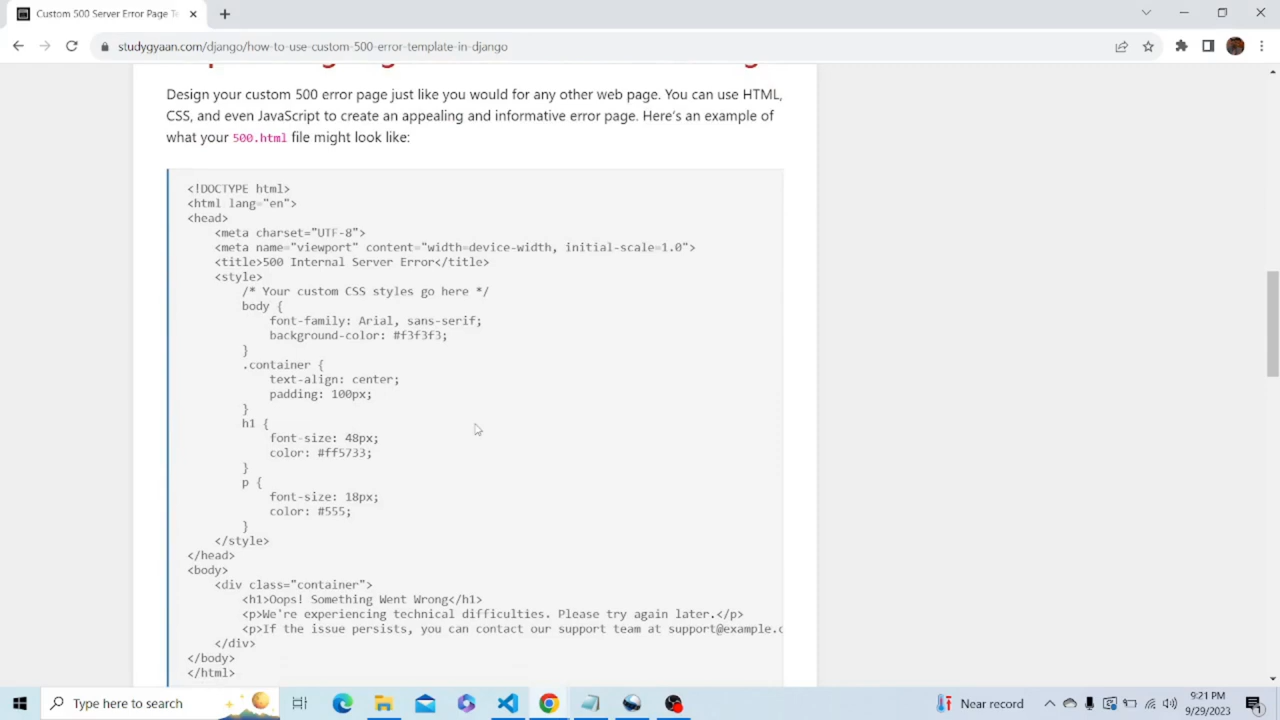 Custom 500 Server Error Page Te
studygyaan.com/django/how-to-use-custom-500-error-template-in-django
Design your custom 500 error page just like you would for any other web page. You can use HTML,
CSS, and even JavaScript to create an appealing and informative error page. Here's an example of
what your 500.html file might look like:
<!DOCTYPE html>
<html lang="en">
<head>
    <meta charset="UTF-8">
    <meta name="viewport" content="width=device-width, initial-scale=1.0">
    <title>500 Internal Server Error</title>
    <style>
        /* Your custom CSS styles go here */
        body {
            font-family: Arial, sans-serif;
            background-color: #f3f3f3;
        }
        .container {
            text-align: center;
            padding: 100px;
        }
        h1 {
            font-size: 48px;
            color: #ff5733;
        }
        p {
            font-size: 18px;
            color: #555;
        }
    </style>
</head>
<body>
    <div class="container">
        <h1>Oops! Something Went Wrong</h1>
        <p>We're experiencing technical difficulties. Please try again later.</p>
        <p>If the issue persists, you can contact our support team at support@example.c
    </div>
</body>
</html>
Type here to search
Near record
9:21 PM
9/29/2023
1